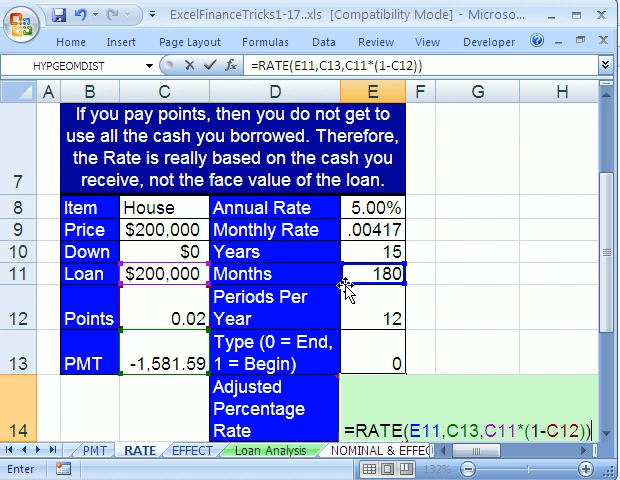 ExcelFinanceTricks1-17..xls [Compatibility Mode] - Microso...
Home Insert Page Layout Formulas Data Review View Developer
HYPGEOMDIST fx =RATE(E11,C13,C11*(1-C12))
A B C D E F G H
7 If you pay points, then you do not get to
use all the cash you borrowed. Therefore,
the Rate is really based on the cash you
receive, not the face value of the loan.
8 Item House Annual Rate 5.00%
9 Price $200,000 Monthly Rate .00417
10 Down $0 Years 15
11 Loan $200,000 Months 180
12 Points 0.02 Periods Per
Year 12
13 PMT -1,581.59 Type (0 = End,
1 = Begin) 0
14 Adjusted
Percentage
Rate =RATE(E11,C13,C11*(1-C12))
PMT RATE EFFECT Loan Analysis NOMINAL & EFFEC
Enter 132%